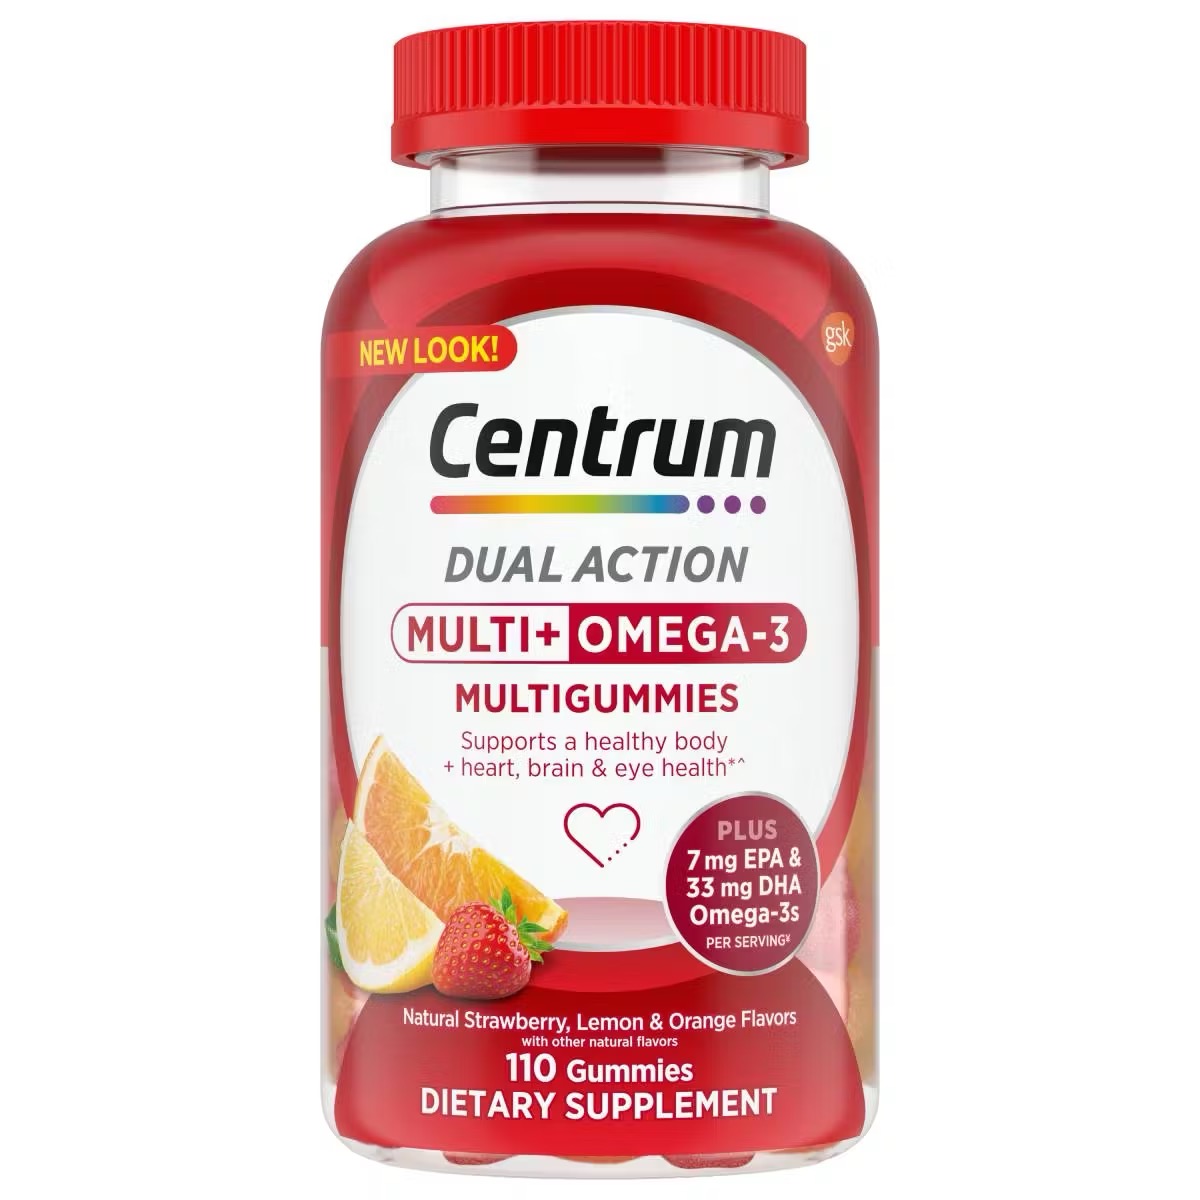 NEW LOOK!
gsk
Centrum
DUAL ACTION
MULTI+ OMEGA-3
MULTIGUMMIES
Supports a healthy body
+ heart, brain & eye health*^
PLUS
7 mg EPA &
33 mg DHA
Omega-3s
PER SERVING¥
Natural Strawberry, Lemon & Orange Flavors
with other natural flavors
110 Gummies
DIETARY SUPPLEMENT